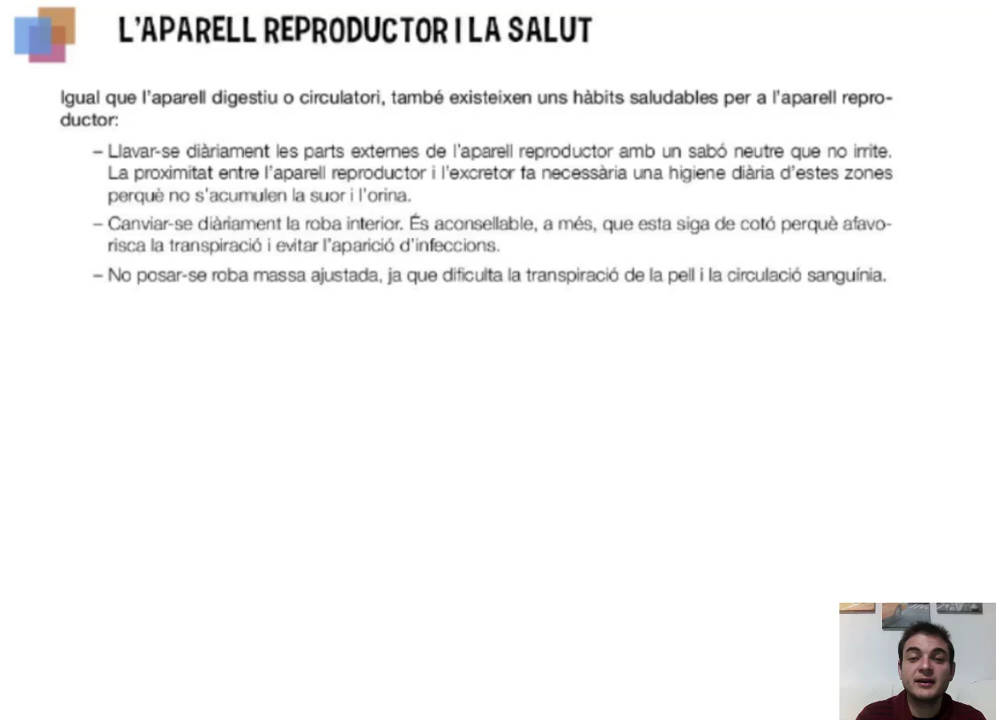 L'APARELL REPRODUCTOR I LA SALUT
Igual que l'aparell digestiu o circulatori, també existeixen uns hàbits saludables per a l'aparell repro-
ductor:
– Llavar-se diàriament les parts externes de l'aparell reproductor amb un sabó neutre que no irrite.
La proximitat entre l'aparell reproductor i l'excretor fa necessària una higiene diària d'estes zones
perquè no s'acumulen la suor i l'orina.
– Canviar-se diàriament la roba interior. És aconsellable, a més, que esta siga de cotó perquè afavo-
risca la transpiració i evitar l'aparició d'infeccions.
– No posar-se roba massa ajustada, ja que dificulta la transpiració de la pell i la circulació sanguínia.